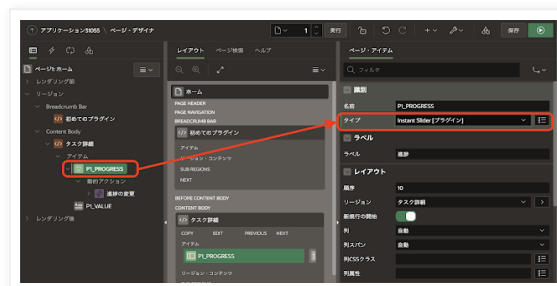 アプリケーション31055 \ ページ・デザイナ
1
実行
保存
ページ1: ホーム
レンダリング前
リージョン
Breadcrumb Bar
初めてのプラグイン
Content Body
タスク詳細
アイテム
P1_PROGRESS
動的アクション
進捗の変更
P1_VALUE
レンダリング後
レイアウト
ページ検索
ヘルプ
ホーム
PAGE HEADER
PAGE NAVIGATION
BREADCRUMB BAR
初めてのプラグイン
アイテム
リージョン・コンテンツ
SUB REGIONS
NEXT
BEFORE CONTENT BODY
CONTENT BODY
タスク詳細
COPY EDIT PREVIOUS NEXT
アイテム
P1_PROGRESS
リージョン・コンテンツ
ページ・アイテム
フィルタ
識別
名前 P1_PROGRESS
タイプ Instant Slider [プラグイン]
ラベル
ラベル 進捗
レイアウト
順序 10
リージョン タスク詳細
新規行の開始
列 自動
列スパン 自動
列CSSクラス
列属性